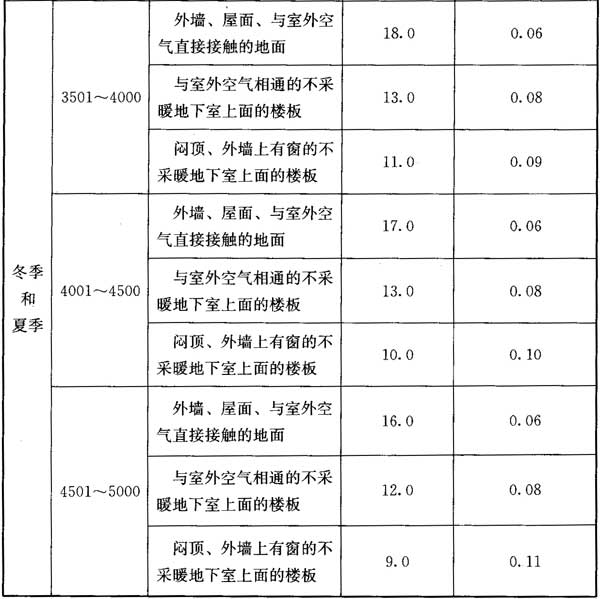 冬季
和
夏季
3501～4000
外墙、屋面、与室外空
气直接接触的地面
18.0
0.06
与室外空气相通的不采
暖地下室上面的楼板
13.0
0.08
闷顶、外墙上有窗的不
采暖地下室上面的楼板
11.0
0.09
4001～4500
外墙、屋面、与室外空
气直接接触的地面
17.0
0.06
与室外空气相通的不采
暖地下室上面的楼板
13.0
0.08
闷顶、外墙上有窗的不
采暖地下室上面的楼板
10.0
0.10
4501～5000
外墙、屋面、与室外空
气直接接触的地面
16.0
0.06
与室外空气相通的不采
暖地下室上面的楼板
12.0
0.08
闷顶、外墙上有窗的不
采暖地下室上面的楼板
9.0
0.11